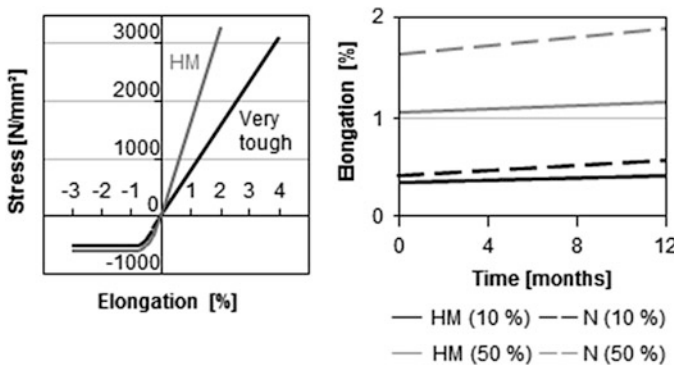 Stress [N/mm²]
3000
2000
1000
0
-1000
-3 -2 -1 1 2 3 4
HM
Very
tough
Elongation [%]
Elongation [%]
2
1
0
0 4 8 12
Time [months]
HM (10 %) N (10 %)
HM (50 %) N (50 %)